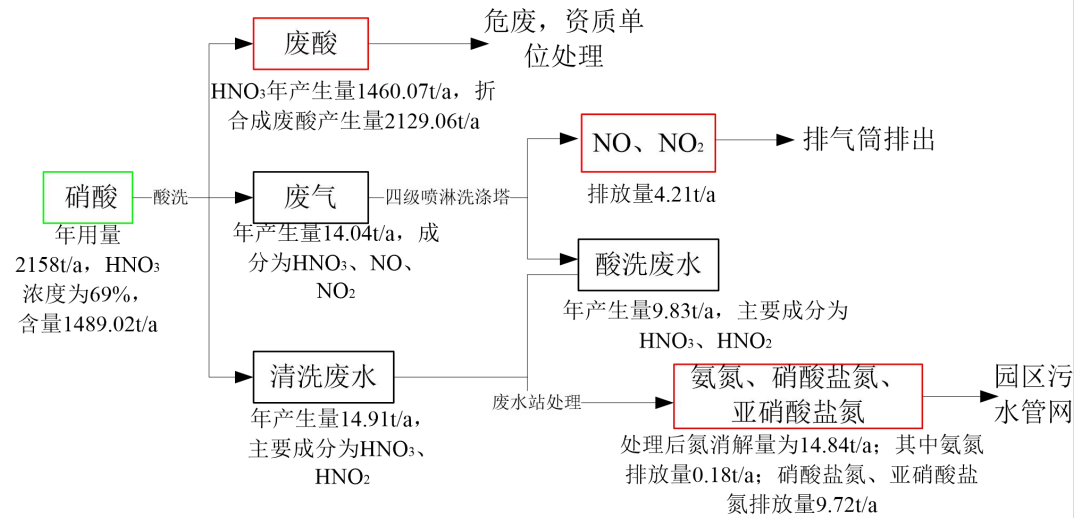 废酸
危废，资质单
位处理
HNO₃年产生量1460.07t/a，折
合成废酸产生量2129.06t/a
硝酸
酸洗
年用量
2158t/a，HNO₃
浓度为69%，
含量1489.02t/a
废气
四级喷淋洗涤塔
年产生量14.04t/a，成
分为HNO₃、NO、
NO₂
NO、NO₂
排气筒排出
排放量4.21t/a
酸洗废水
年产生量9.83t/a，主要成分为
HNO₃、HNO₂
清洗废水
年产生量14.91t/a，
主要成分为HNO₃、
HNO₂
废水站处理
氨氮、硝酸盐氮、
亚硝酸盐氮
园区污
水管网
处理后氮消解量为14.84t/a；其中氨氮
排放量0.18t/a；硝酸盐氮、亚硝酸盐
氮排放量9.72t/a